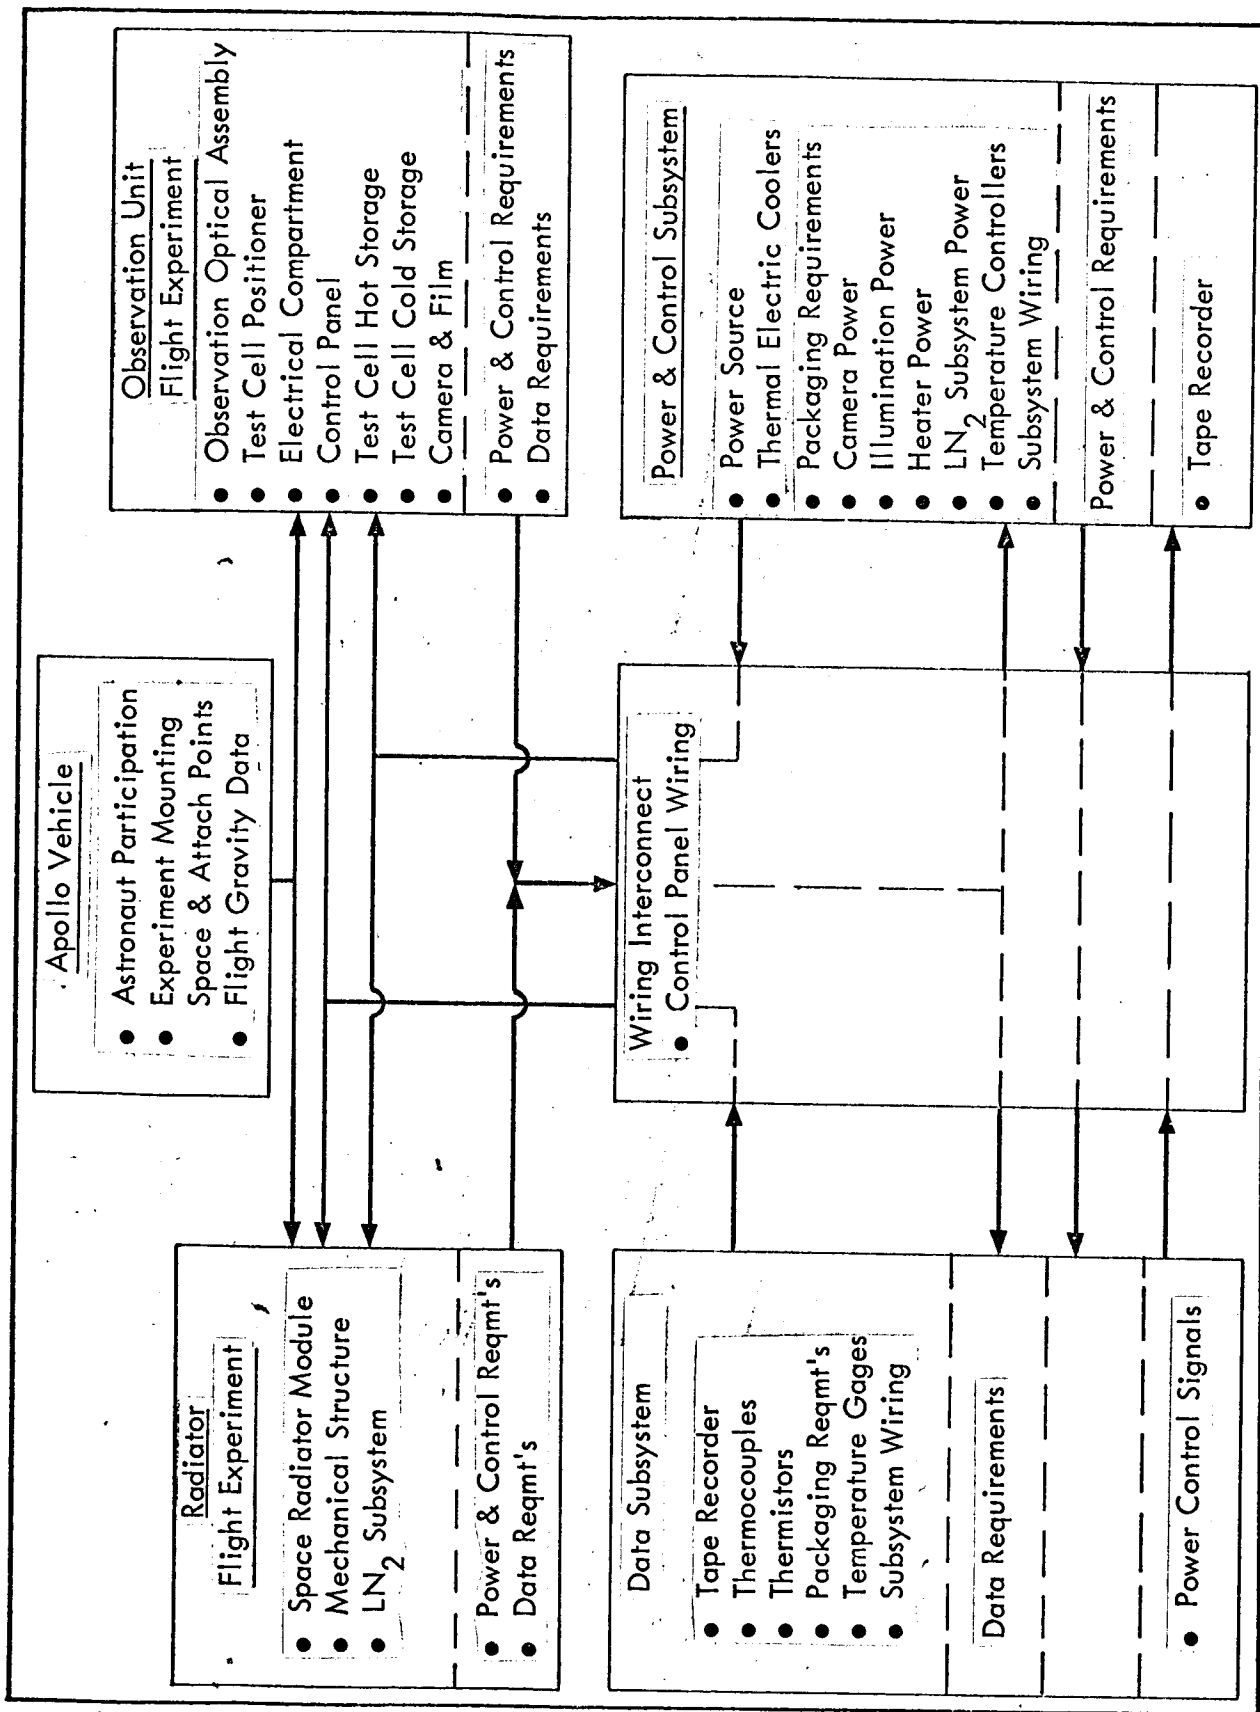 Radiator
Flight Experiment
● Space Radiator Module
● Mechanical Structure
● LN2 Subsystem
● Power & Control Reqmt's
● Data Reqmt's
Apollo Vehicle
● Astronaut Participation
● Experiment Mounting
Space & Attach Points
● Flight Gravity Data
Observation Unit
Flight Experiment
● Observation Optical Assembly
● Test Cell Positioner
● Electrical Compartment
● Control Panel
● Test Cell Hot Storage
● Test Cell Cold Storage
● Camera & Film
● Power & Control Requirements
● Data Requirements
Data Subsystem
● Tape Recorder
● Thermocouples
● Thermistors
● Packaging Reqmt's
● Temperature Gages
● Subsystem Wiring
Data Requirements
● Power Control Signals
Wiring Interconnect
● Control Panel Wiring
Power & Control Subsystem
● Power Source
● Thermal Electric Coolers
● Packaging Requirements
● Camera Power
● Illumination Power
● Heater Power
● LN2 Subsystem Power
● Temperature Controllers
● Subsystem Wiring
Power & Control Requirements
● Tape Recorder